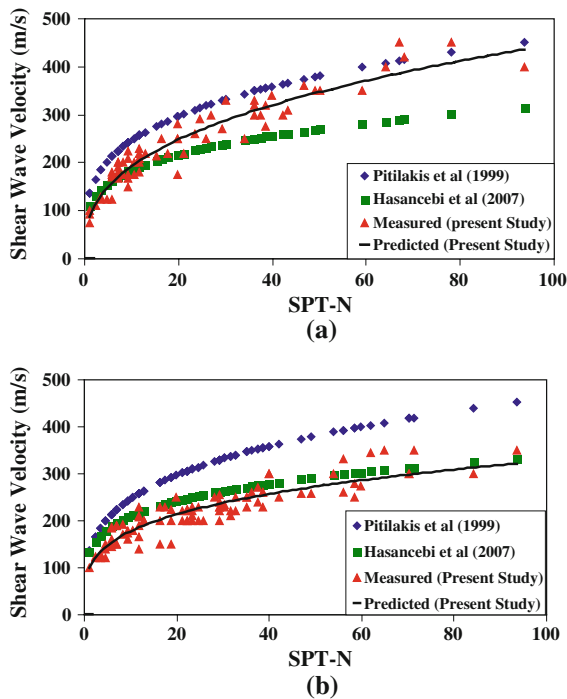 500
400
300
200
100
0
Shear Wave Velocity (m/s)
Pitilakis et al (1999)
Hasancebi et al (2007)
Measured (present Study)
Predicted (Present Study)
0 20 40 60 80 100
SPT-N
(a)
500
400
300
200
100
0
Shear Wave Velocity (m/s)
Pitilakis et al (1999)
Hasancebi et al (2007)
Measured (Present Study)
Predicted (Present Study)
0 20 40 60 80 100
SPT-N
(b)